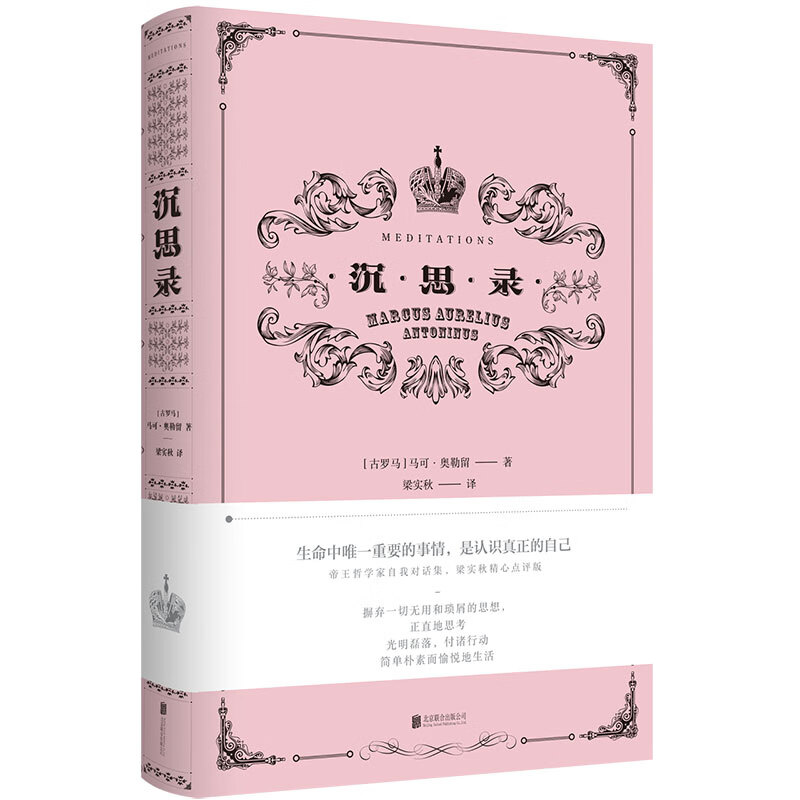 MEDITATIONS
沉思录
[古罗马]
马可·奥勒留 著
梁实秋 译
MEDITATIONS
·沉·思·录·
MARCUS AURELIUS
ANTONINUS
[古罗马]马可·奥勒留 —— 著
梁实秋 —— 译
生命中唯一重要的事情，是认识真正的自己
帝王哲学家自我对话集，梁实秋精心点评版
摒弃一切无用和琐屑的思想，
正直地思考
光明磊落，付诸行动
简单朴素而愉悦地生活
北京联合出版公司